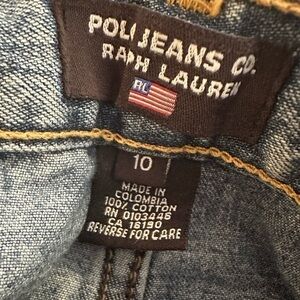 POLO JEANS CO.
RALPH LAUREN
RL
10
MADE IN
COLOMBIA
100% COTTON
RN 0103446
CA 16190
REVERSE FOR CARE